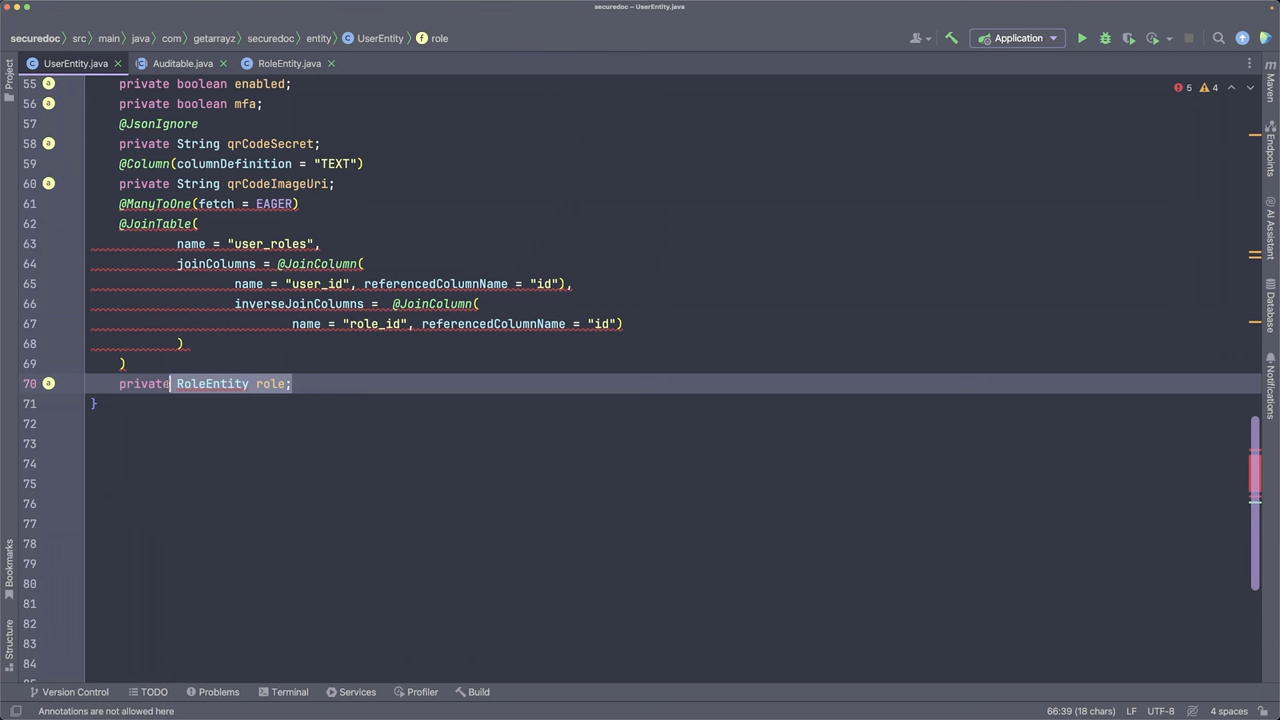 securedoc – UserEntity.java
securedoc src main java com getarrayz securedoc entity UserEntity role Application
Project UserEntity.java Auditable.java RoleEntity.java
55 private boolean enabled; 5 4
56 private boolean mfa;
57 @JsonIgnore
58 private String qrCodeSecret;
59 @Column(columnDefinition = "TEXT")
60 private String qrCodeImageUri;
61 @ManyToOne(fetch = EAGER)
62 @JoinTable(
63 name = "user_roles",
64 joinColumns = @JoinColumn(
65 name = "user_id", referencedColumnName = "id"),
66 inverseJoinColumns =  @JoinColumn(
67 name = "role_id", referencedColumnName = "id")
68 )
69 )
70 private RoleEntity role;
71 }
72
73
74
75
76
77
78
79
80
81
82
83
84
Maven
Endpoints
AI Assistant
Database
Notifications
Bookmarks
Structure
Version Control TODO Problems Terminal Services Profiler Build
Annotations are not allowed here 66:39 (18 chars) LF UTF-8 4 spaces